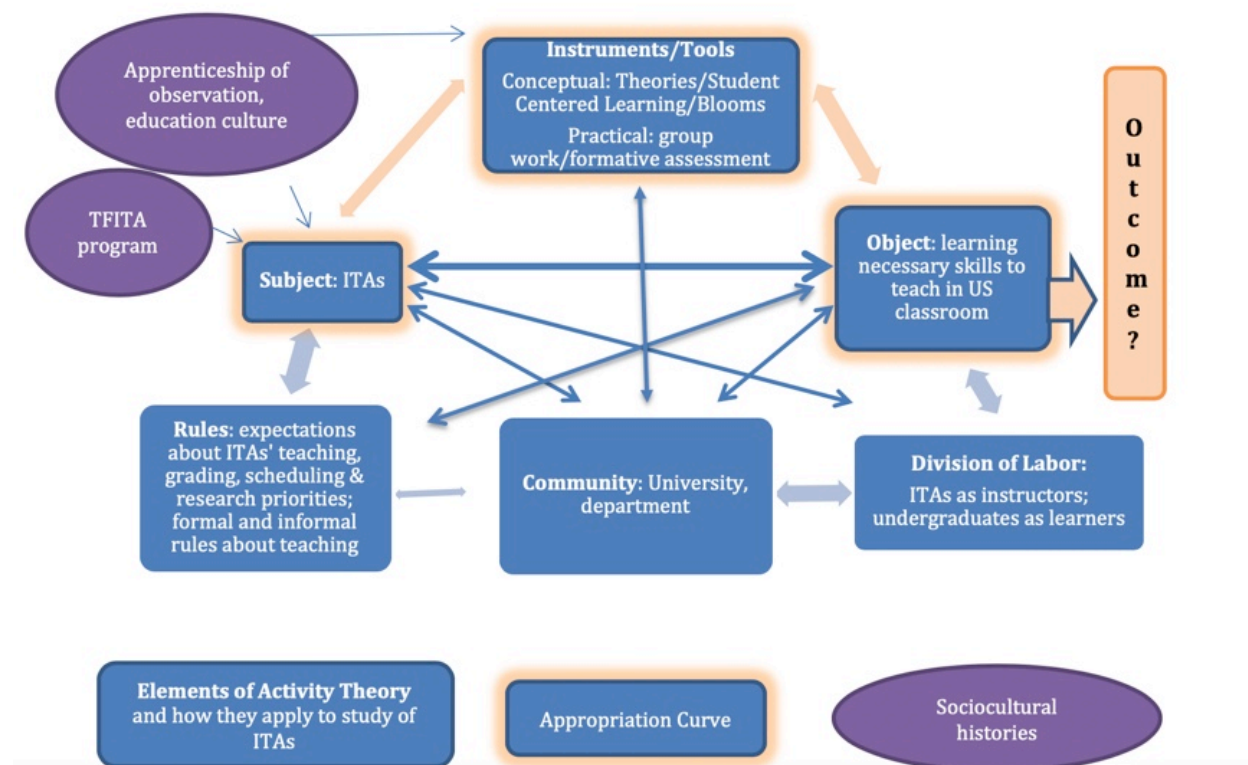 Apprenticeship of
observation,
education culture
TFITA
program
Instruments/Tools
Conceptual: Theories/Student
Centered Learning/Blooms
Practical: group
work/formative assessment
Subject: ITAs
Object: learning
necessary skills to
teach in US
classroom
Outcome?
Rules: expectations
about ITAs' teaching,
grading, scheduling &
research priorities;
formal and informal
rules about teaching
Community: University,
department
Division of Labor:
ITAs as instructors;
undergraduates as learners
Elements of Activity Theory
and how they apply to study of
ITAs
Appropriation Curve
Sociocultural
histories